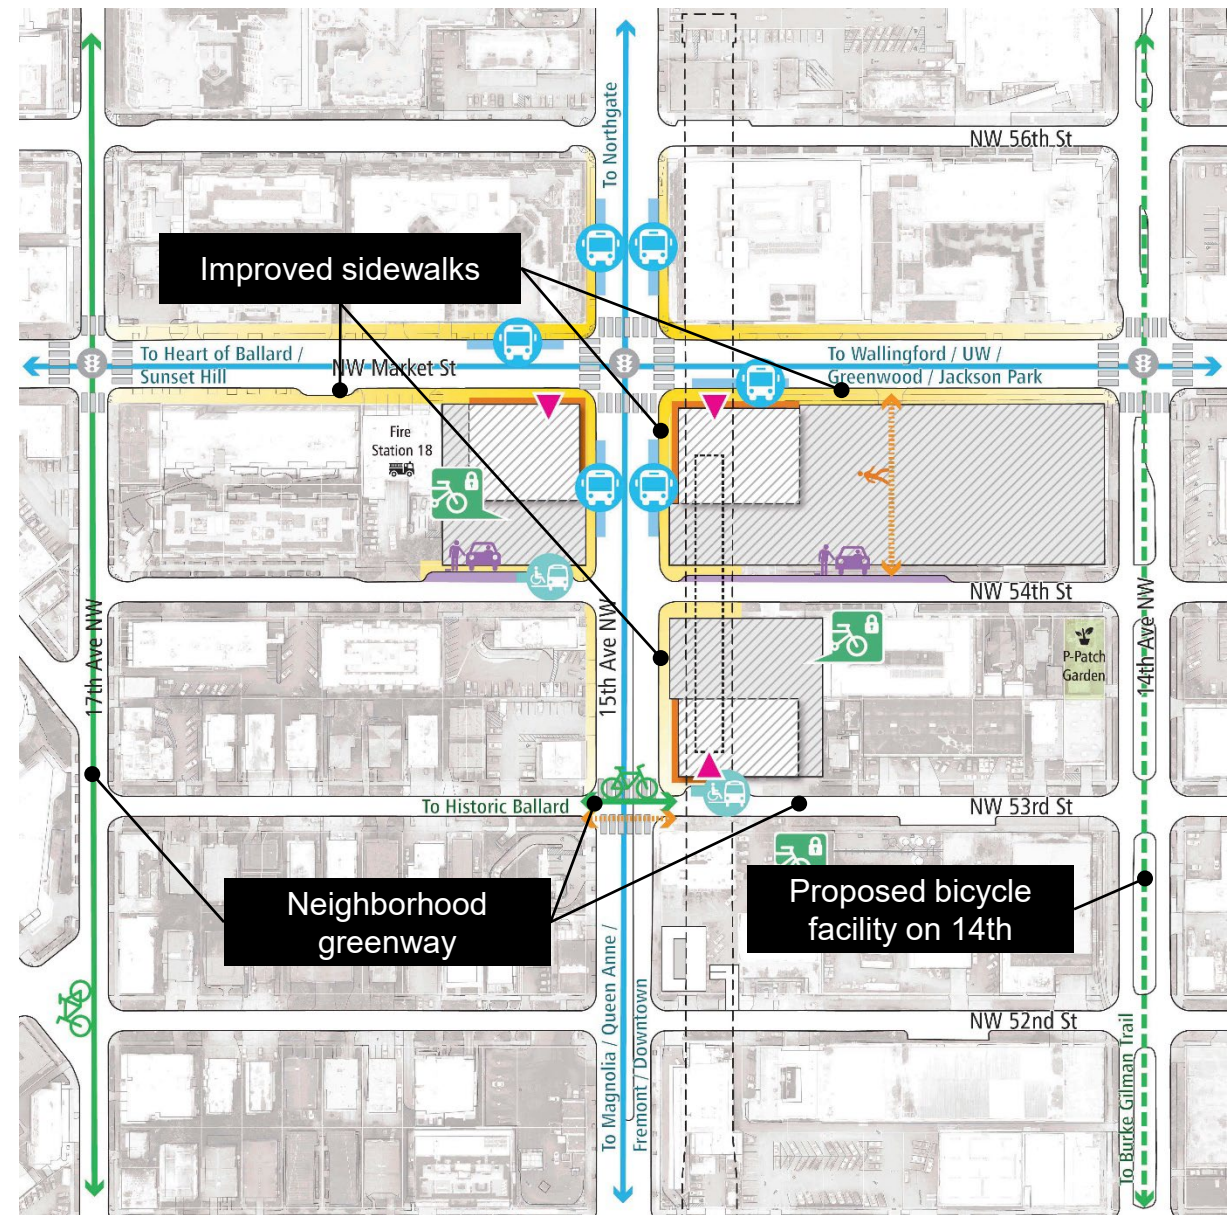 NW 56th St
To Northgate
Improved sidewalks
To Heart of Ballard /
Sunset Hill
NW Market St
To Wallingford / UW /
Greenwood / Jackson Park
Fire
Station 18
NW 54th St
17th Ave NW
15th Ave NW
14th Ave NW
P-Patch
Garden
To Historic Ballard
NW 53rd St
Neighborhood
greenway
Proposed bicycle
facility on 14th
To Magnolia / Queen Anne /
Fremont / Downtown
NW 52nd St
To Burke Gilman Trail